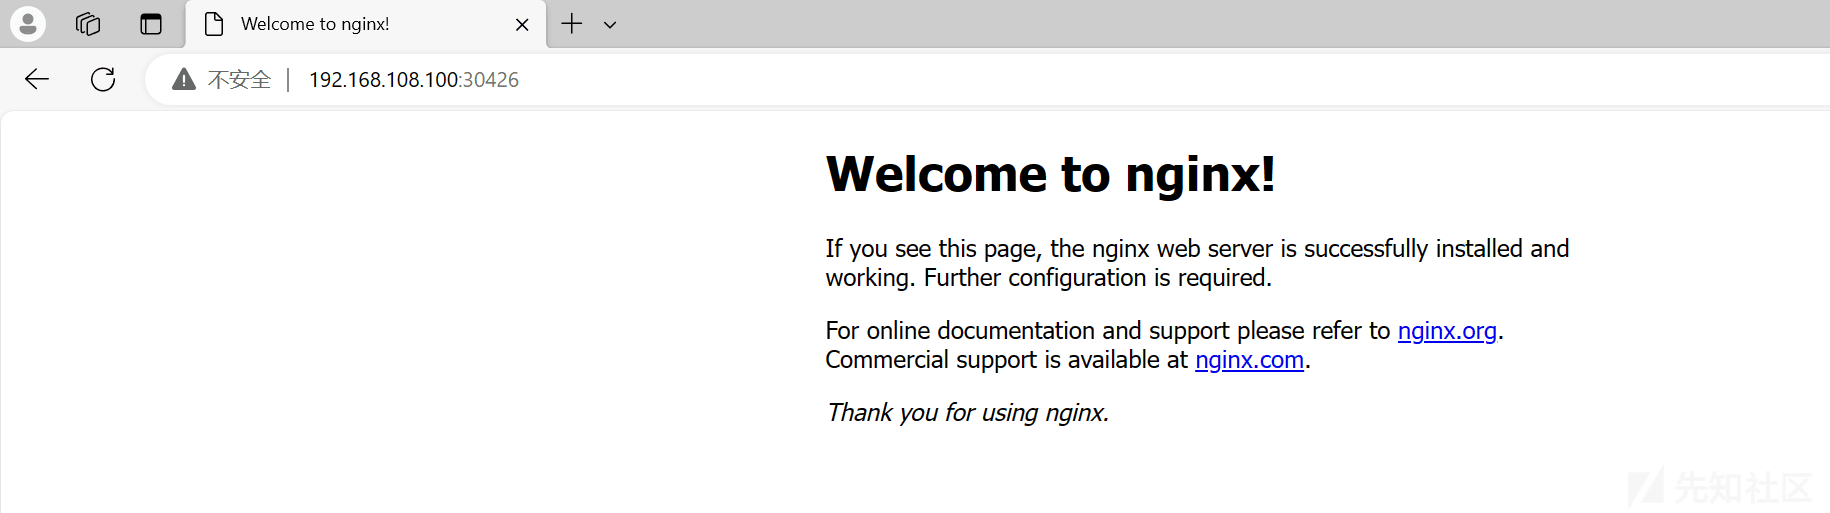 Welcome to nginx!
不安全 192.168.108.100:30426
Welcome to nginx!
If you see this page, the nginx web server is successfully installed and
working. Further configuration is required.
For online documentation and support please refer to nginx.org.
Commercial support is available at nginx.com.
Thank you for using nginx.
先知社区